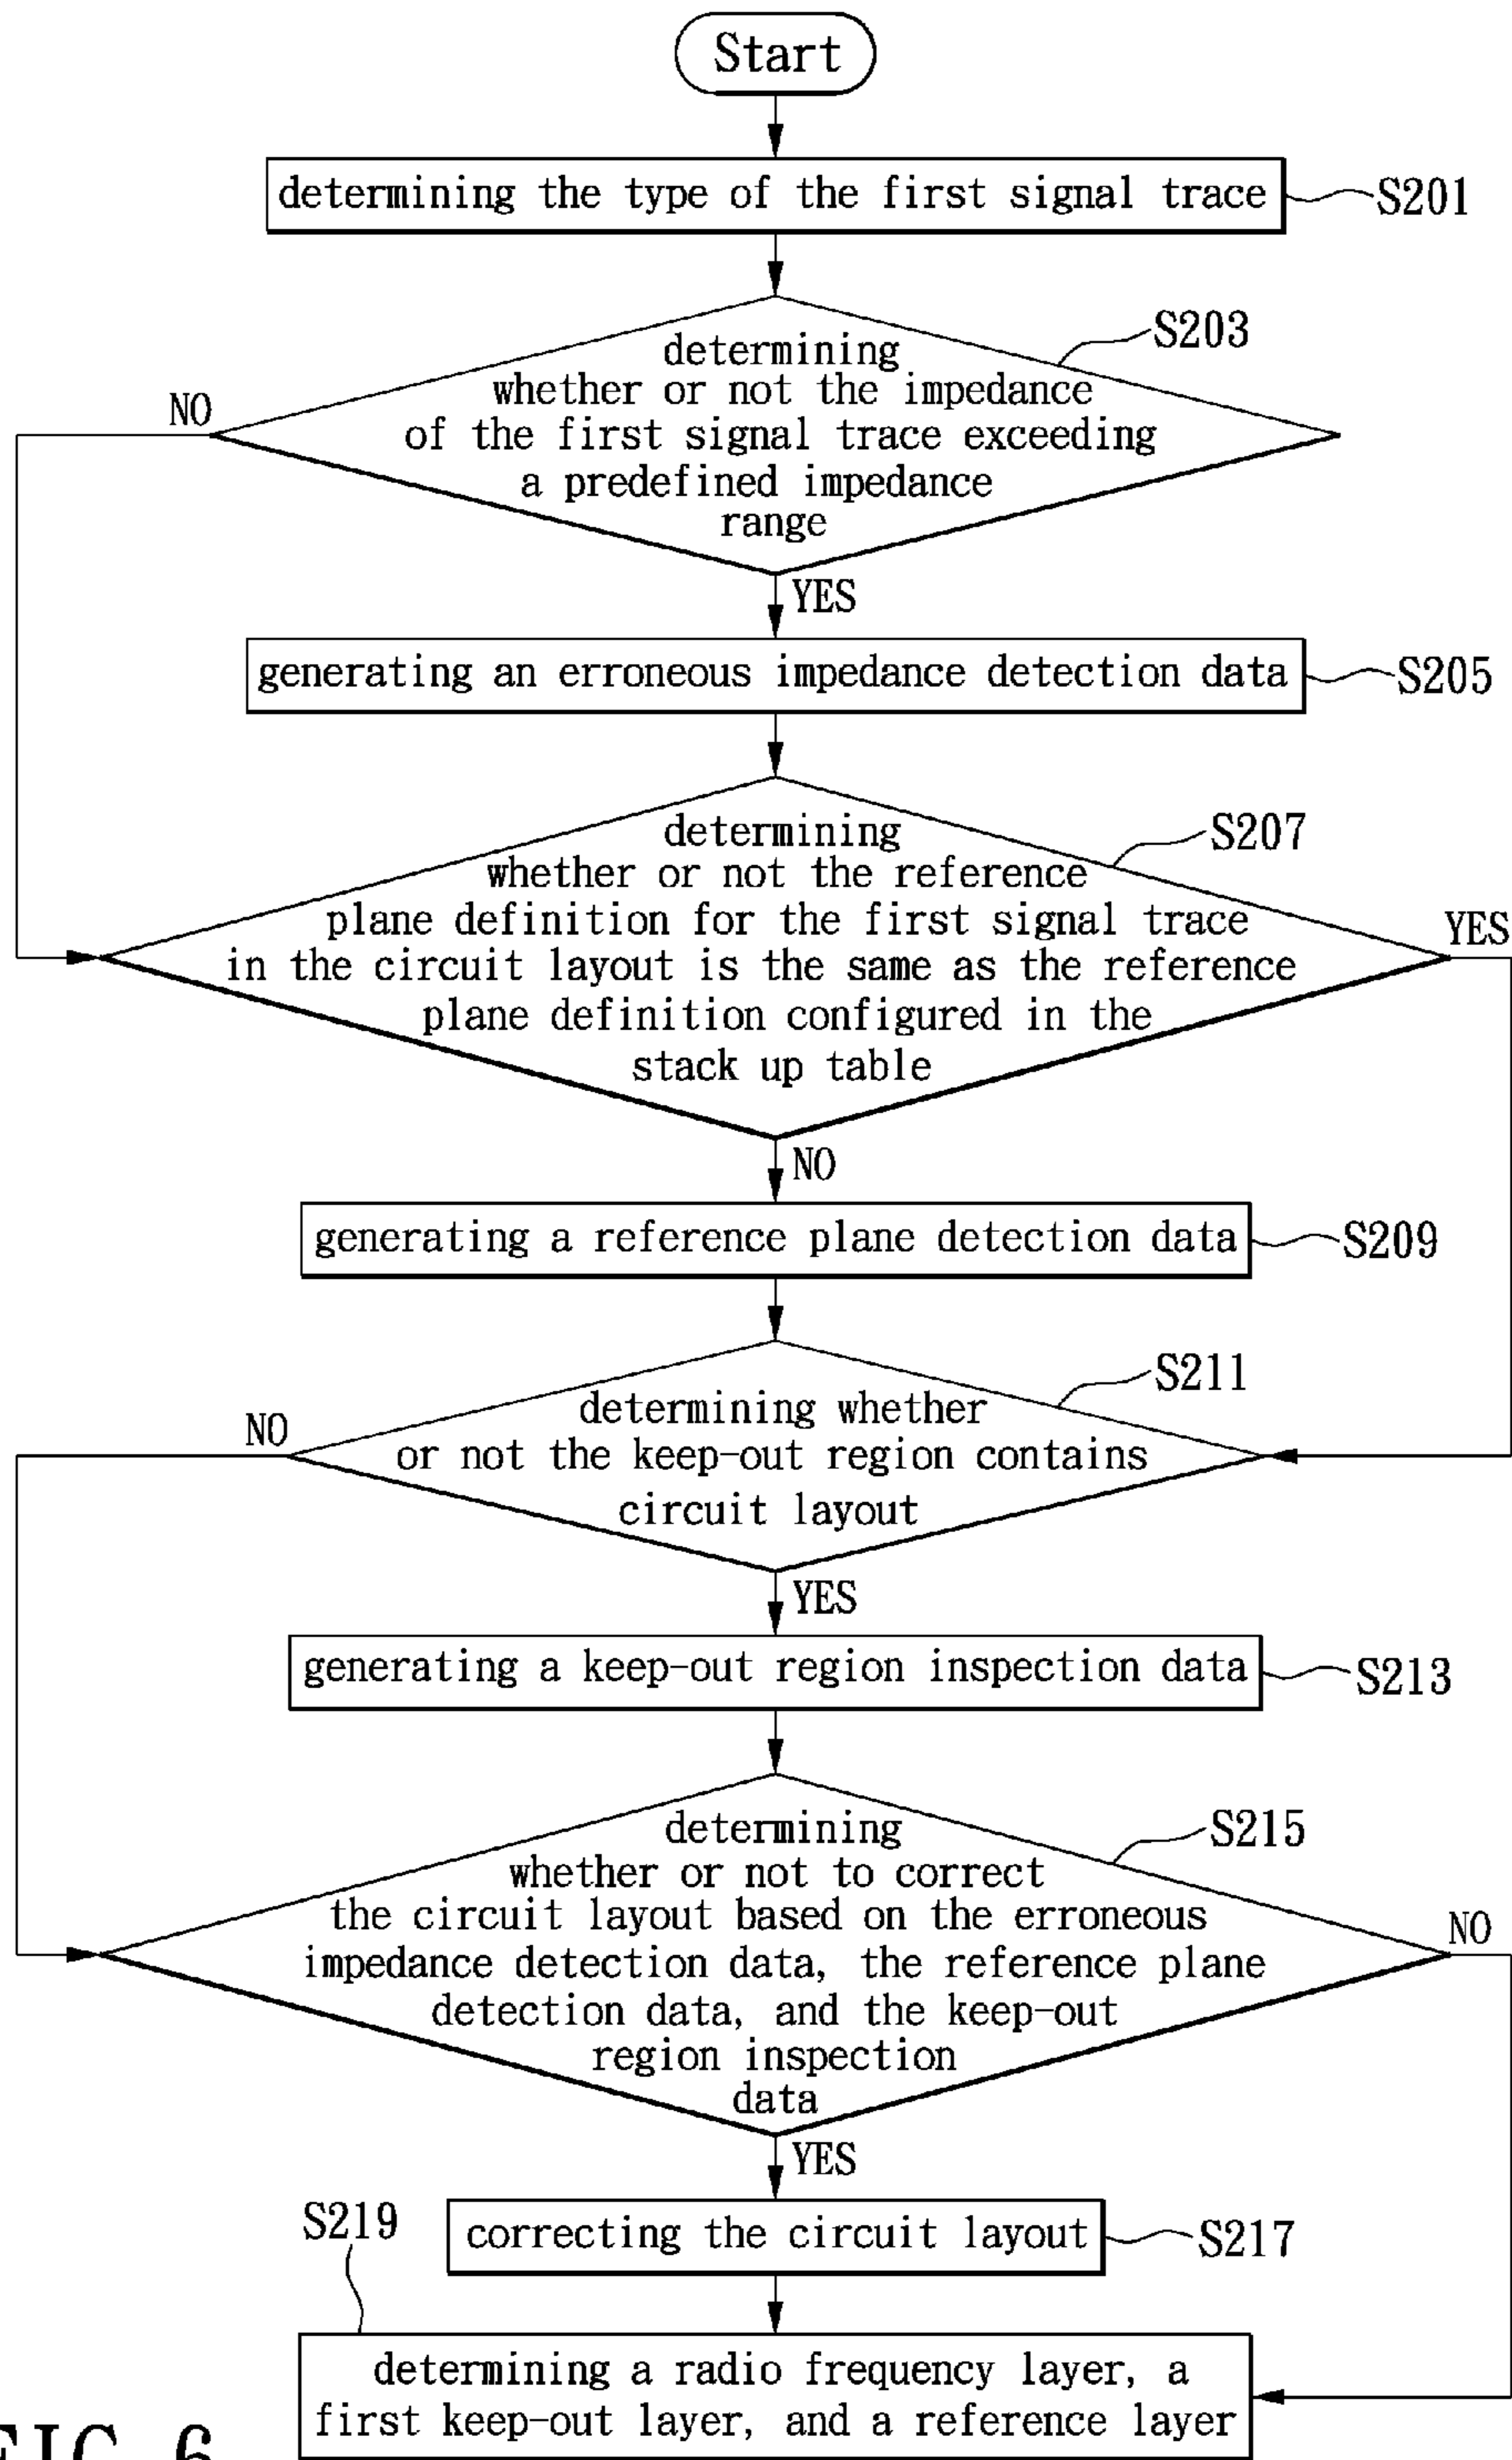 Start
determining the type of the first signal trace
S201
S203
determining
whether or not the impedance
of the first signal trace exceeding
a predefined impedance
range
NO
YES
generating an erroneous impedance detection data
S205
S207
determining
whether or not the reference
plane definition for the first signal trace
in the circuit layout is the same as the reference
plane definition configured in the
stack up table
YES
NO
generating a reference plane detection data
S209
S211
determining whether
or not the keep-out region contains
circuit layout
NO
YES
generating a keep-out region inspection data
S213
S215
determining
whether or not to correct
the circuit layout based on the erroneous
impedance detection data, the reference plane
detection data, and the keep-out
region inspection
data
NO
YES
S219
correcting the circuit layout
S217
determining a radio frequency layer, a
first keep-out layer, and a reference layer
FIG. 6